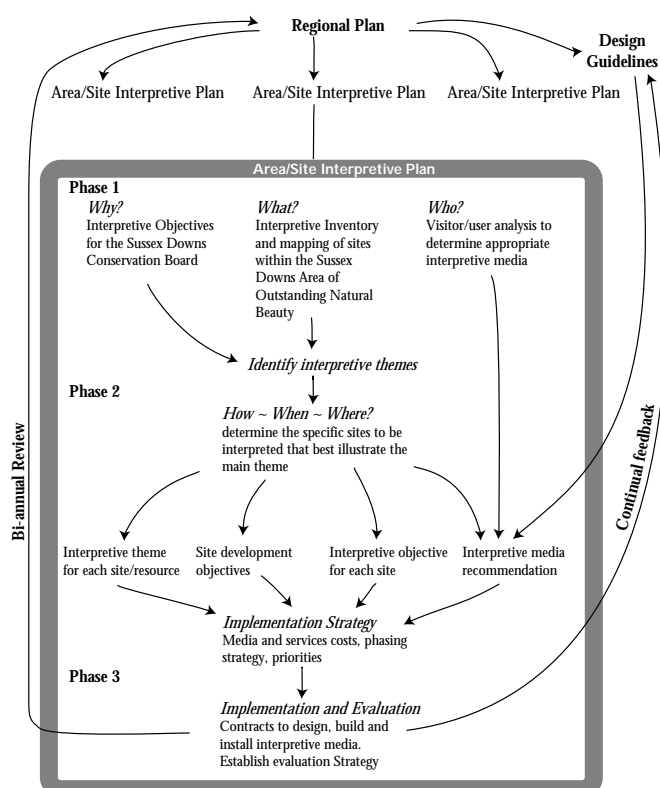 Regional Plan
Design
Guidelines
Area/Site Interpretive Plan
Area/Site Interpretive Plan
Area/Site Interpretive Plan
Area/Site Interpretive Plan
Phase 1
Why?
Interpretive Objectives
for the Sussex Downs
Conservation Board
What?
Interpretive Inventory
and mapping of sites
within the Sussex
Downs Area of
Outstanding Natural
Beauty
Who?
Visitor/user analysis to
determine appropriate
interpretive media
Identify interpretive themes
Phase 2
How ~ When ~ Where?
determine the specific sites to be
interpreted that best illustrate the
main theme
Bi-annual Review
Continual feedback
Interpretive theme
for each site/resource
Site development
objectives
Interpretive objective
for each site
Interpretive media
recommendation
Implementation Strategy
Media and services costs, phasing
strategy, priorities
Phase 3
Implementation and Evaluation
Contracts to design, build and
install interpretive media.
Establish evaluation Strategy